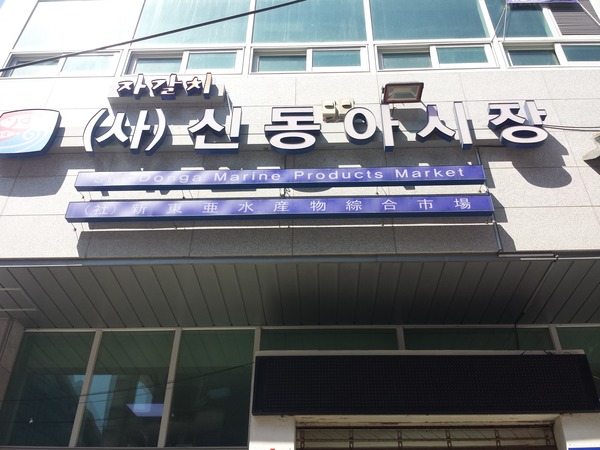 자갈치
(사)신동아시장
Donga Marine Products Market
(社)新東亜水産物綜合市場